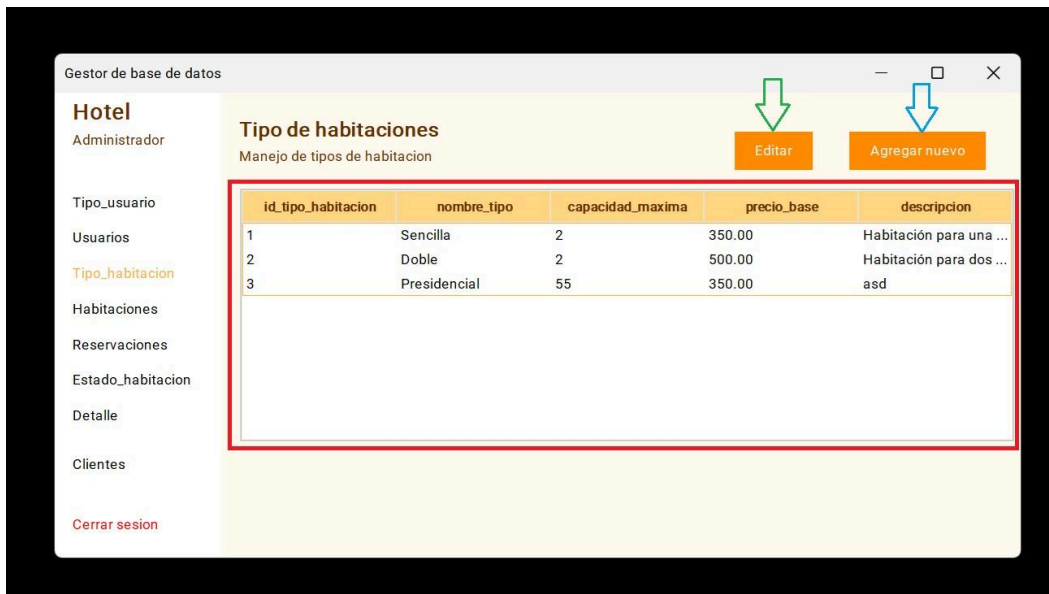 Gestor de base de datos
Hotel
Administrador
Tipo_usuario
Usuarios
Tipo_habitacion
Habitaciones
Reservaciones
Estado_habitacion
Detalle
Clientes
Cerrar sesion
Tipo de habitaciones
Manejo de tipos de habitacion
Editar
Agregar nuevo
id_tipo_habitacion nombre_tipo capacidad_maxima precio_base descripcion
1 Sencilla 2 350.00 Habitación para una ...
2 Doble 2 500.00 Habitación para dos ...
3 Presidencial 55 350.00 asd